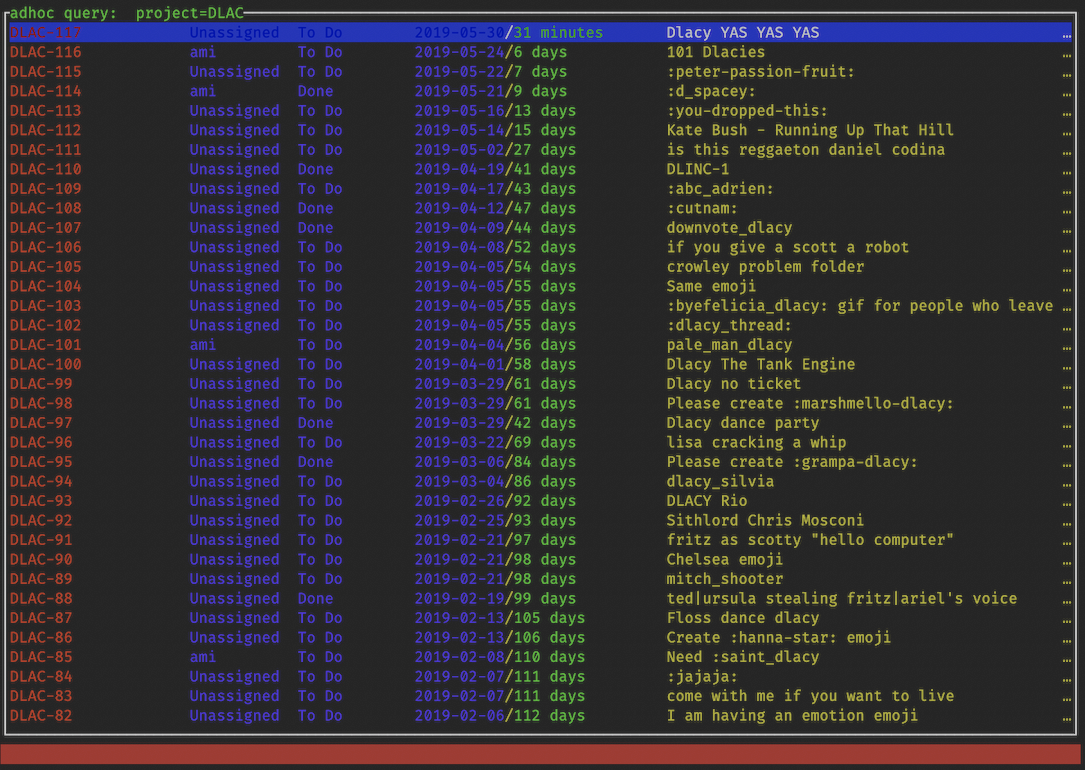 adhoc query: project=DLAC
DLAC-117 Unassigned To Do 2019-05-30/31 minutes Dlacy YAS YAS YAS …
DLAC-116 ami To Do 2019-05-24/6 days 101 Dlacies …
DLAC-115 Unassigned To Do 2019-05-22/7 days :peter-passion-fruit: …
DLAC-114 ami Done 2019-05-21/9 days :d_spacey: …
DLAC-113 Unassigned To Do 2019-05-16/13 days :you-dropped-this: …
DLAC-112 Unassigned To Do 2019-05-14/15 days Kate Bush - Running Up That Hill …
DLAC-111 Unassigned To Do 2019-05-02/27 days is this reggaeton daniel codina …
DLAC-110 Unassigned Done 2019-04-19/41 days DLINC-1 …
DLAC-109 Unassigned To Do 2019-04-17/43 days :abc_adrien: …
DLAC-108 Unassigned Done 2019-04-12/47 days :cutnam: …
DLAC-107 Unassigned Done 2019-04-09/44 days downvote_dlacy …
DLAC-106 Unassigned To Do 2019-04-08/52 days if you give a scott a robot …
DLAC-105 Unassigned To Do 2019-04-05/54 days crowley problem folder …
DLAC-104 Unassigned To Do 2019-04-05/55 days Same emoji …
DLAC-103 Unassigned To Do 2019-04-05/55 days :byefelicia_dlacy: gif for people who leave …
DLAC-102 Unassigned To Do 2019-04-05/55 days :dlacy_thread: …
DLAC-101 ami To Do 2019-04-04/56 days pale_man_dlacy …
DLAC-100 Unassigned To Do 2019-04-01/58 days Dlacy The Tank Engine …
DLAC-99 Unassigned To Do 2019-03-29/61 days Dlacy no ticket …
DLAC-98 Unassigned To Do 2019-03-29/61 days Please create :marshmello-dlacy: …
DLAC-97 Unassigned Done 2019-03-29/42 days Dlacy dance party …
DLAC-96 Unassigned To Do 2019-03-22/69 days lisa cracking a whip …
DLAC-95 Unassigned Done 2019-03-06/84 days Please create :grampa-dlacy: …
DLAC-94 Unassigned To Do 2019-03-04/86 days dlacy_silvia …
DLAC-93 Unassigned To Do 2019-02-26/92 days DLACY Rio …
DLAC-92 Unassigned To Do 2019-02-25/93 days Sithlord Chris Mosconi …
DLAC-91 Unassigned To Do 2019-02-21/97 days fritz as scotty "hello computer" …
DLAC-90 Unassigned To Do 2019-02-21/98 days Chelsea emoji …
DLAC-89 Unassigned To Do 2019-02-21/98 days mitch_shooter …
DLAC-88 Unassigned Done 2019-02-19/99 days ted|ursula stealing fritz|ariel's voice …
DLAC-87 Unassigned To Do 2019-02-13/105 days Floss dance dlacy …
DLAC-86 Unassigned To Do 2019-02-13/106 days Create :hanna-star: emoji …
DLAC-85 ami To Do 2019-02-08/110 days Need :saint_dlacy …
DLAC-84 Unassigned To Do 2019-02-07/111 days :jajaja: …
DLAC-83 Unassigned To Do 2019-02-07/111 days come with me if you want to live …
DLAC-82 Unassigned To Do 2019-02-06/112 days I am having an emotion emoji …